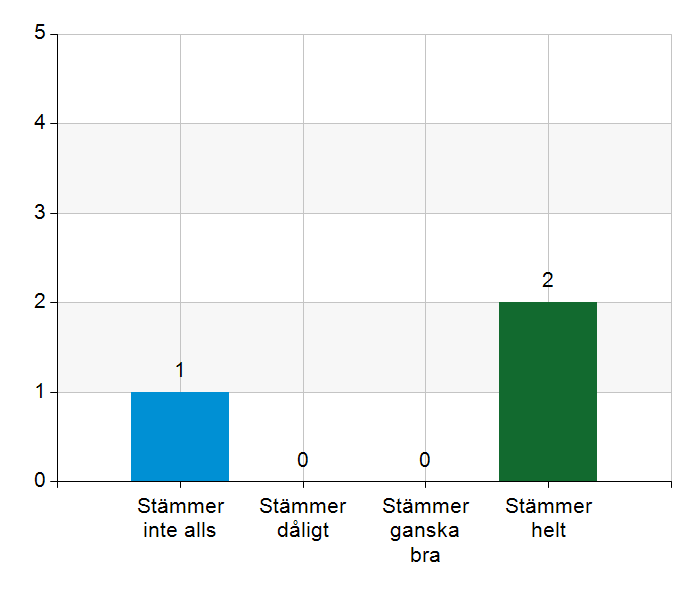 5
4
3
2
1
0
1
0
0
2
Stämmer
inte alls
Stämmer
dåligt
Stämmer
ganska
bra
Stämmer
helt